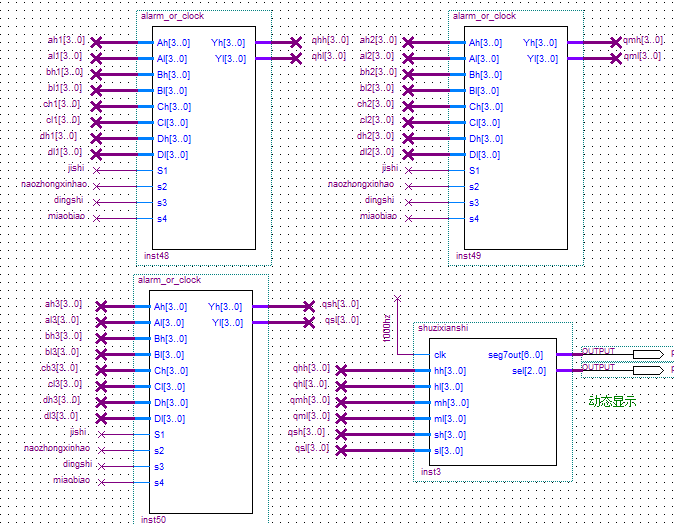 alarm_or_clock
ah1[3..0] Ah[3..0] Yh[3..0] qhh[3..0]
al1[3..0] Al[3..0] Yl[3..0] qhl[3..0]
bh1[3..0] Bh[3..0]
bl1[3..0] Bl[3..0]
ch1[3..0] Ch[3..0]
cl1[3..0] Cl[3..0]
dh1[3..0] Dh[3..0]
dl1[3..0] Dl[3..0]
jishi S1
naozhongxinhao s2
dingshi s3
miaobiao s4
inst48
alarm_or_clock
ah2[3..0] Ah[3..0] Yh[3..0] qmh[3..0]
al2[3..0] Al[3..0] Yl[3..0] qml[3..0]
bh2[3..0] Bh[3..0]
bl2[3..0] Bl[3..0]
ch2[3..0] Ch[3..0]
cl2[3..0] Cl[3..0]
dh2[3..0] Dh[3..0]
dl2[3..0] Dl[3..0]
jishi S1
naozhongxinhao s2
dingshi s3
miaobiao s4
inst49
alarm_or_clock
ah3[3..0] Ah[3..0] Yh[3..0] qsh[3..0]
al3[3..0] Al[3..0] Yl[3..0] qsl[3..0]
bh3[3..0] Bh[3..0]
bl3[3..0] Bl[3..0]
ch3[3..0] Ch[3..0]
cl3[3..0] Cl[3..0]
dh3[3..0] Dh[3..0]
dl3[3..0] Dl[3..0]
jishi S1
naozhongxinhao s2
dingshi s3
miaobiao s4
inst50
shuzixianshi
1000hz
clk seg7out[6..0] OUTPUT
qhh[3..0] hh[3..0] sel[2..0] OUTPUT
qhl[3..0] hl[3..0]
qmh[3..0] mh[3..0]
qml[3..0] ml[3..0]
qsh[3..0] sh[3..0]
qsl[3..0] sl[3..0]
inst3
动态显示